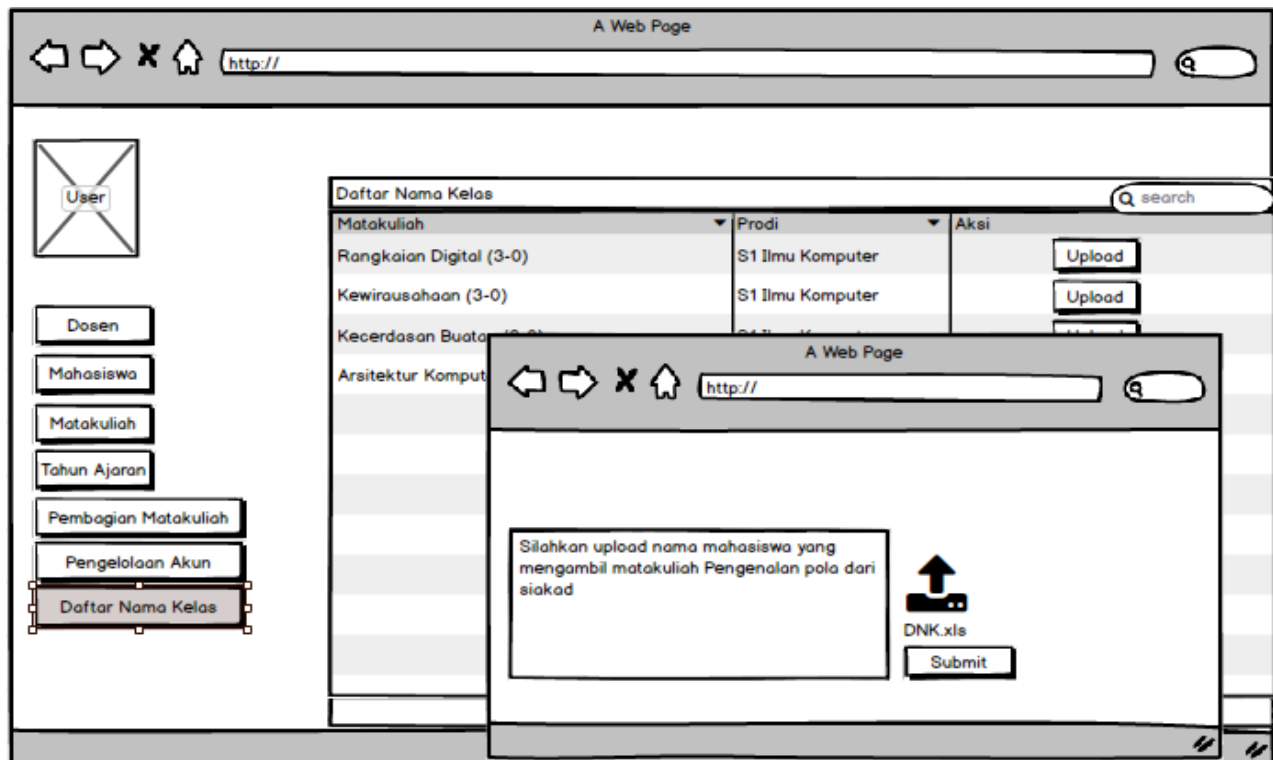 A Web Page
http://
User
Dosen
Mahasiswa
Matakuliah
Tahun Ajaran
Pembagian Matakuliah
Pengelolaan Akun
Daftar Nama Kelas
Daftar Nama Kelas
search
Matakuliah Prodi Aksi
Rangkaian Digital (3-0) S1 Ilmu Komputer Upload
Kewirausahaan (3-0) S1 Ilmu Komputer Upload
Kecerdasan
Arsitektur
A Web Page
http://
Silahkan upload nama mahasiswa yang
mengambil matakuliah Pengenalan pola dari
siakad
DNK.xls
Submit